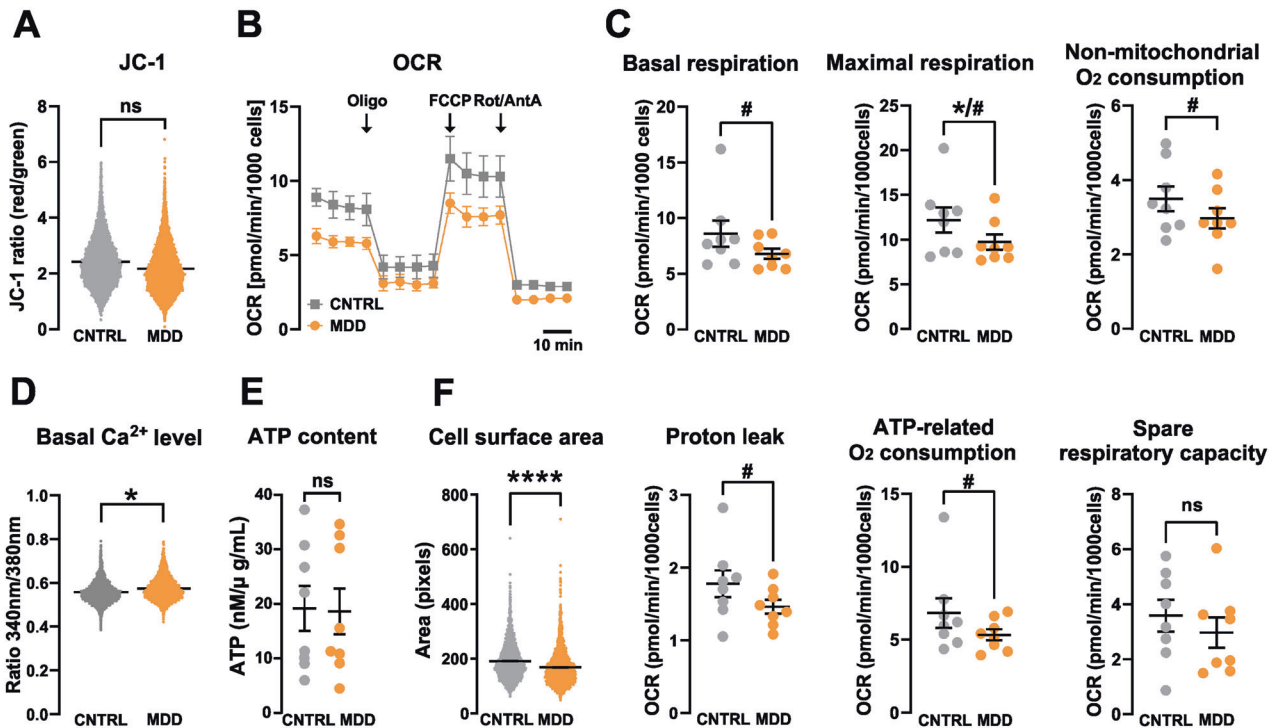 A
JC-1
ns
JC-1 ratio (red/green)
8
6
4
2
0
CNTRL MDD
B
OCR
Oligo FCCP Rot/AntA
OCR [pmol/min/1000 cells]
15
10
5
0
CNTRL
MDD
10 min
C
Basal respiration
#
OCR (pmol/min/1000cells)
20
15
10
5
0
CNTRL MDD
Maximal respiration
*/#
OCR (pmol/min/1000cells)
25
20
15
10
5
0
CNTRL MDD
Non-mitochondrial
O2 consumption
#
OCR (pmol/min/1000cells)
6
4
2
0
CNTRL MDD
D
Basal Ca2+ level
*
Ratio 340nm/380nm
1.0
0.8
0.6
0.4
0.2
0.0
CNTRL MDD
E
ATP content
ns
ATP (nM/µ g/mL)
40
30
20
10
0
CNTRL MDD
F
Cell surface area
****
Area (pixels)
800
600
400
200
0
CNTRL MDD
Proton leak
#
OCR (pmol/min/1000cells)
3
2
1
0
CNTRL MDD
ATP-related
O2 consumption
#
OCR (pmol/min/1000cells)
15
10
5
0
CNTRL MDD
Spare
respiratory capacity
ns
OCR (pmol/min/1000cells)
8
6
4
2
0
CNTRL MDD